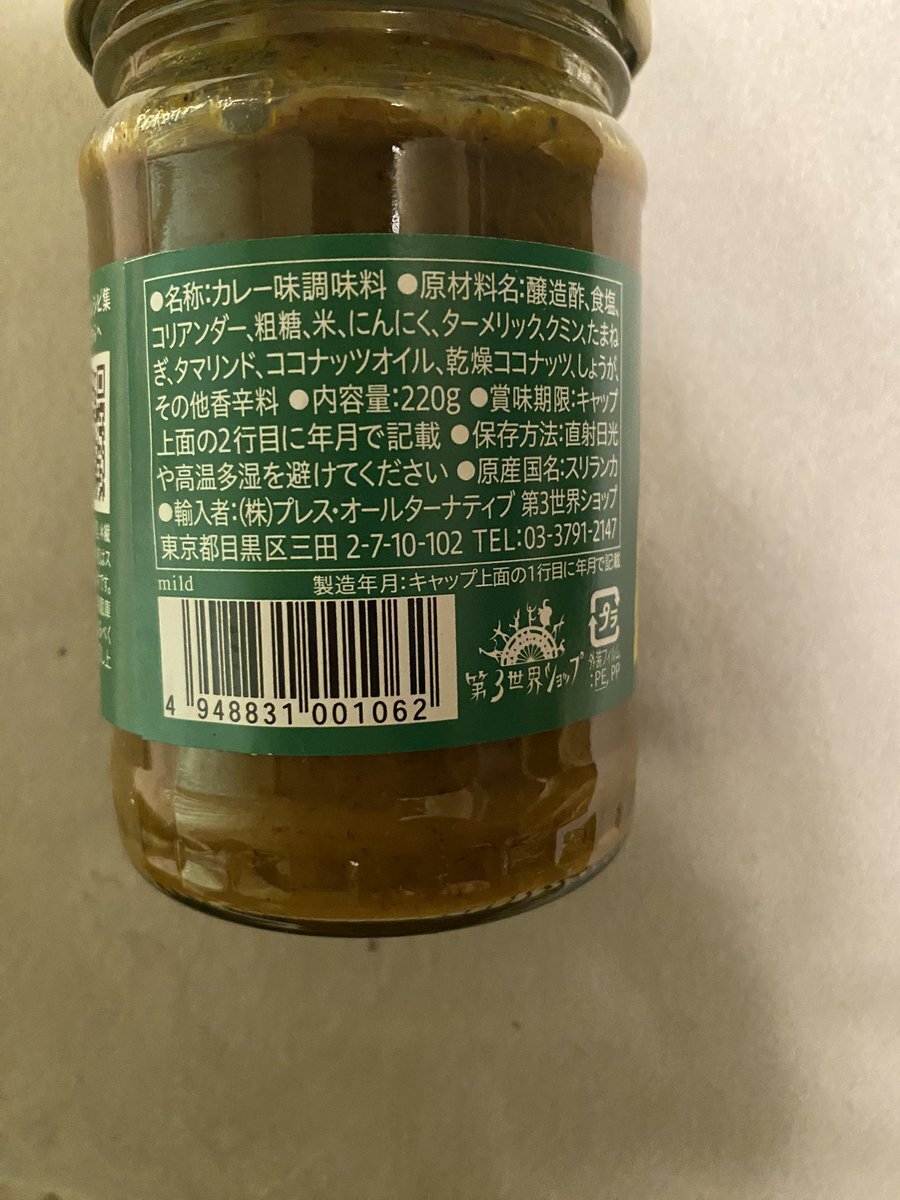 ●名称:カレー味調味料 ●原材料名:醸造酢、食塩、
コリアンダー、粗糖、米、にんにく、ターメリック、クミン、たまね
ぎ、タマリンド、ココナッツオイル、乾燥ココナッツ、しょうが、
その他香辛料 ●内容量:220g ●賞味期限:キャップ
上面の2行目に年月で記載 ●保存方法:直射日光
や高温多湿を避けてください ●原産国名:スリランカ
●輸入者:(株)プレス・オールターナティブ 第3世界ショップ
東京都目黒区三田 2-7-10-102 TEL:03-3791-2147
mild 製造年月:キャップ上面の1行目に年月で記載
4 948831 001062
第3世界ショップ
プラ
外装フィルム
:PE, PP